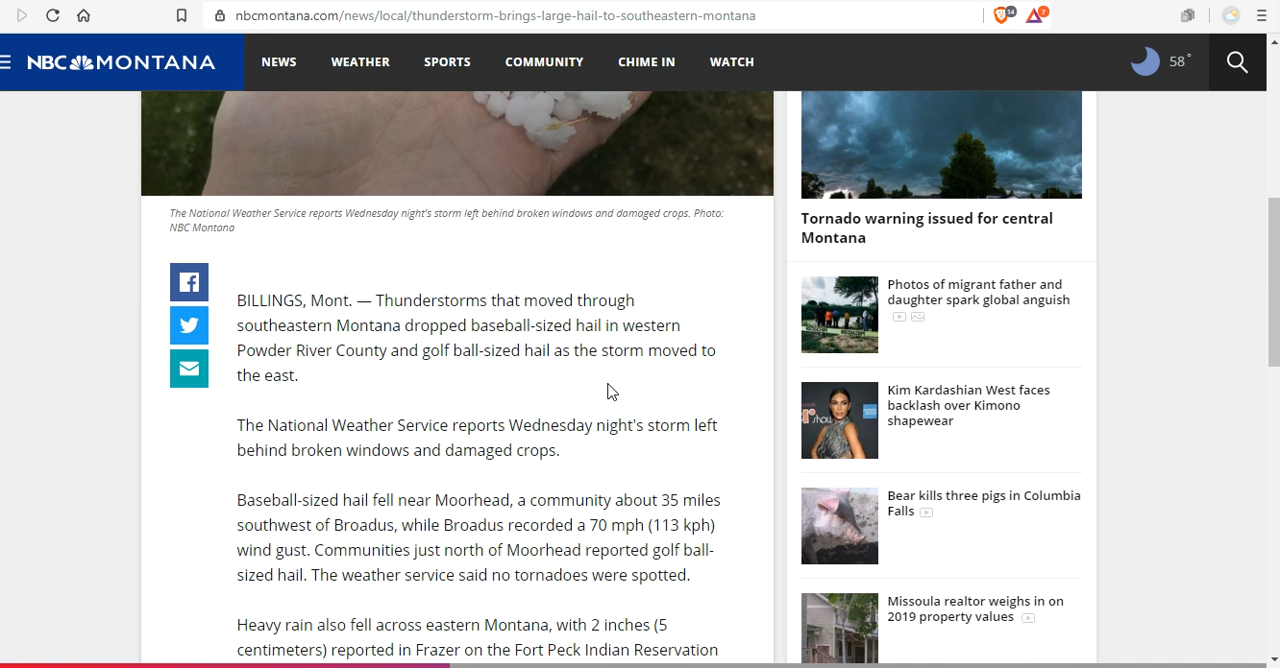 nbcmontana.com/news/local/thunderstorm-brings-large-hail-to-southeastern-montana
14
7
NBC MONTANA NEWS WEATHER SPORTS COMMUNITY CHIME IN WATCH 58°
The National Weather Service reports Wednesday night's storm left behind broken windows and damaged crops. Photo:
NBC Montana
BILLINGS, Mont. — Thunderstorms that moved through
southeastern Montana dropped baseball-sized hail in western
Powder River County and golf ball-sized hail as the storm moved to
the east.
The National Weather Service reports Wednesday night's storm left
behind broken windows and damaged crops.
Baseball-sized hail fell near Moorhead, a community about 35 miles
southwest of Broadus, while Broadus recorded a 70 mph (113 kph)
wind gust. Communities just north of Moorhead reported golf ball-
sized hail. The weather service said no tornadoes were spotted.
Heavy rain also fell across eastern Montana, with 2 inches (5
centimeters) reported in Frazer on the Fort Peck Indian Reservation
Tornado warning issued for central
Montana
Photos of migrant father and
daughter spark global anguish
Kim Kardashian West faces
backlash over Kimono
shapewear
Bear kills three pigs in Columbia
Falls
Missoula realtor weighs in on
2019 property values